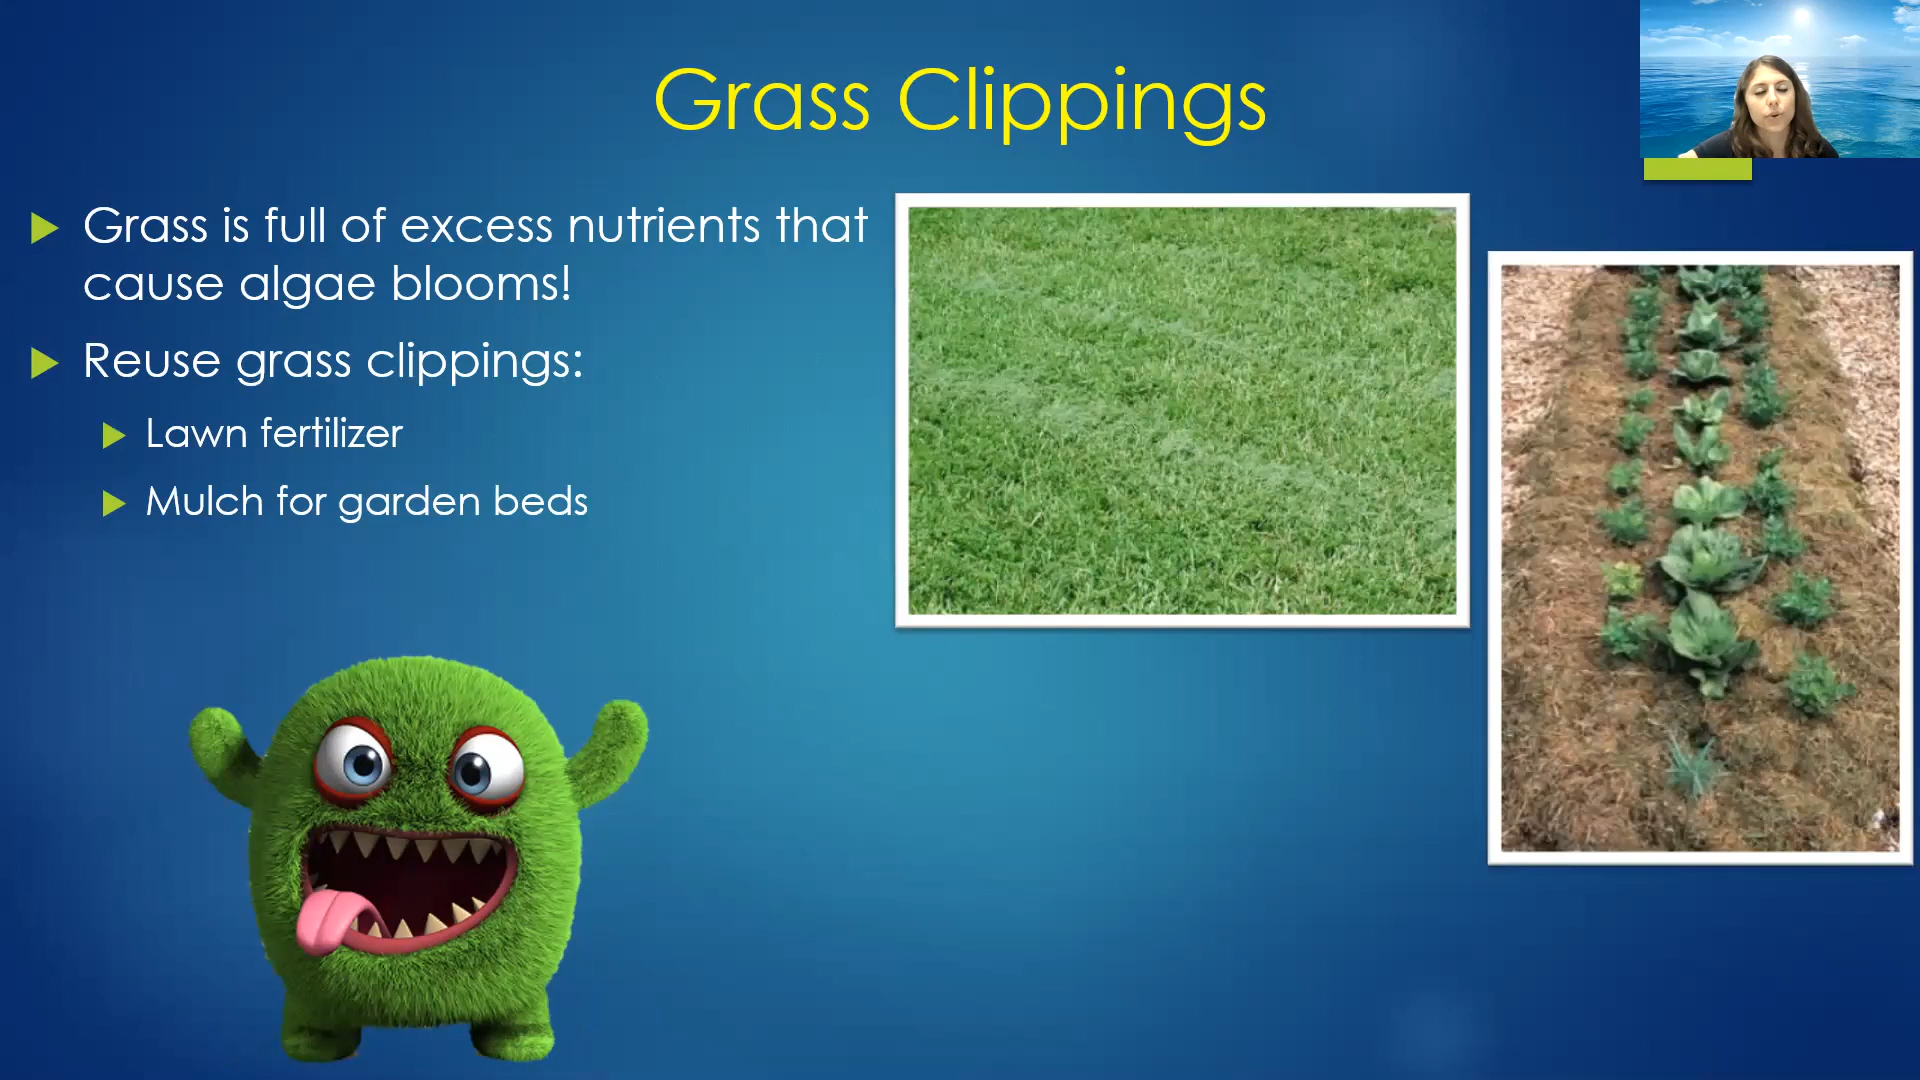 Grass Clippings
Grass is full of excess nutrients that
cause algae blooms!
Reuse grass clippings:
Lawn fertilizer
Mulch for garden beds